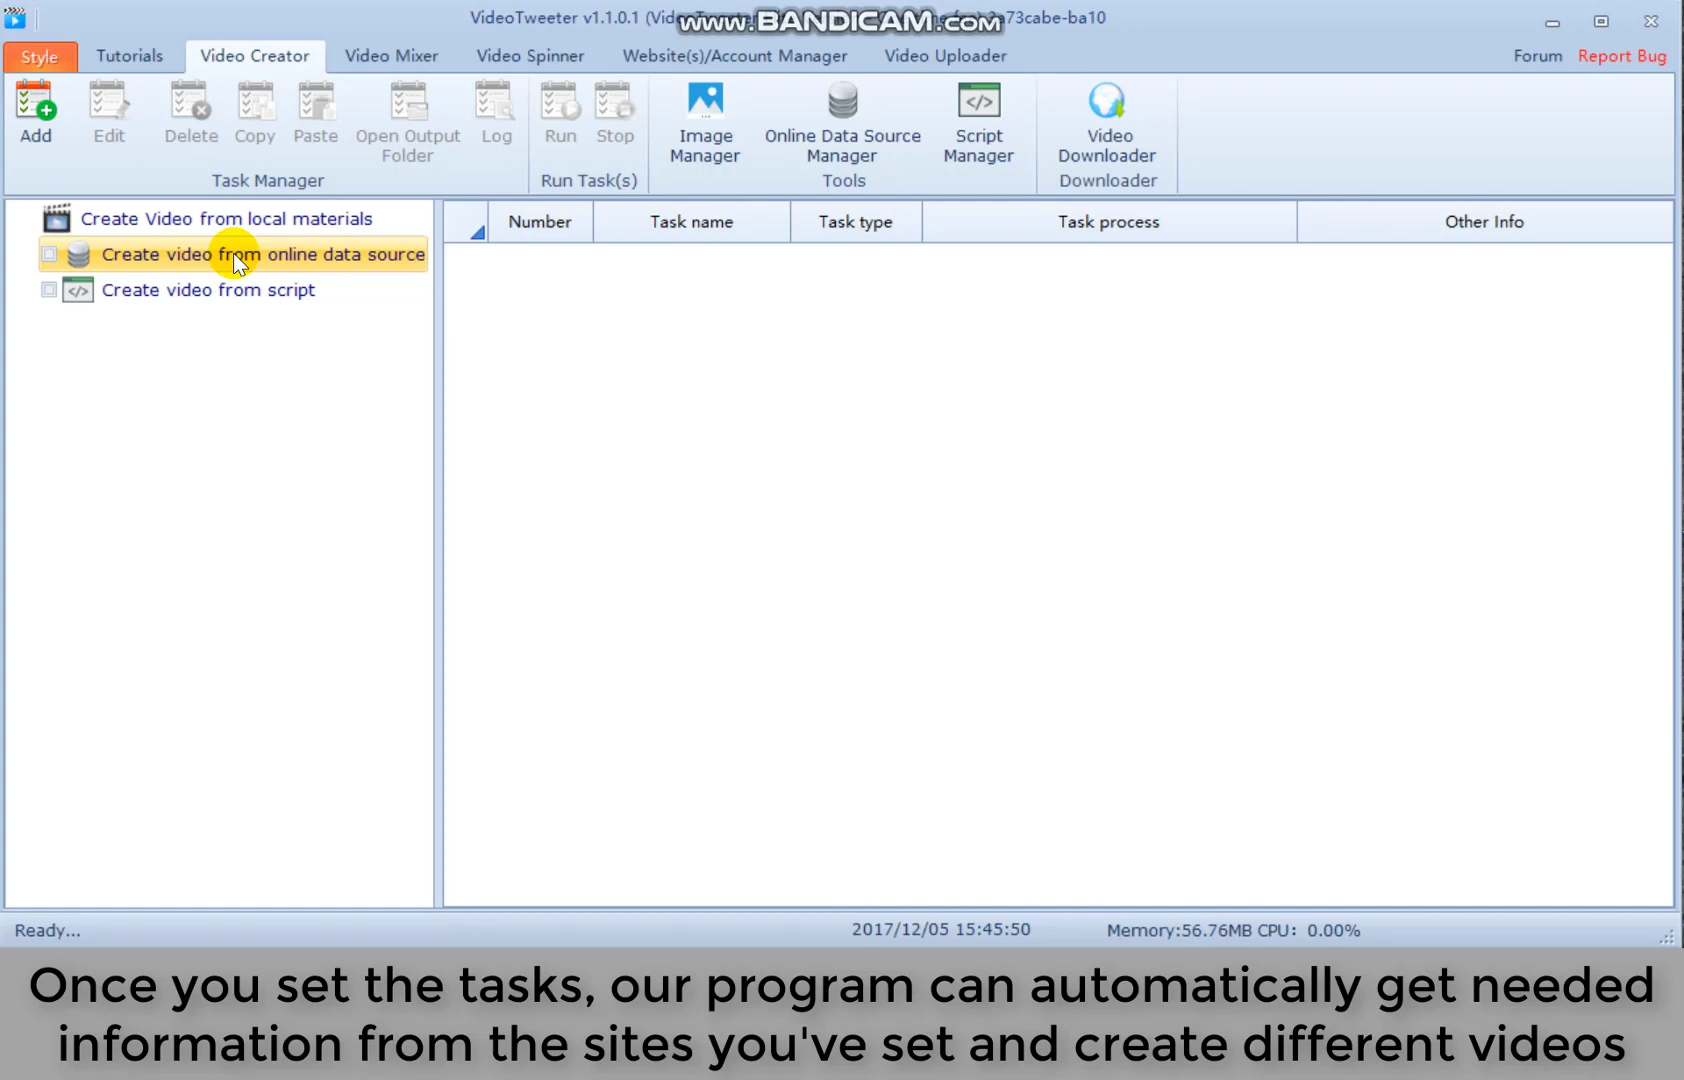 VideoTweeter v1.1.0.1 (Vide
www.BANDICAM.com
a73cabe-ba10
Style Tutorials Video Creator Video Mixer Video Spinner Website(s)/Account Manager Video Uploader Forum Report Bug
Add Edit Delete Copy Paste Open Output Folder Log Run Stop Image Manager Online Data Source Manager Script Manager Video Downloader
Task Manager Run Task(s) Tools Downloader
Create Video from local materials
Create video from online data source
Create video from script
Number Task name Task type Task process Other Info
Ready... 2017/12/05 15:45:50 Memory:56.76MB CPU: 0.00%
Once you set the tasks, our program can automatically get needed
information from the sites you've set and create different videos